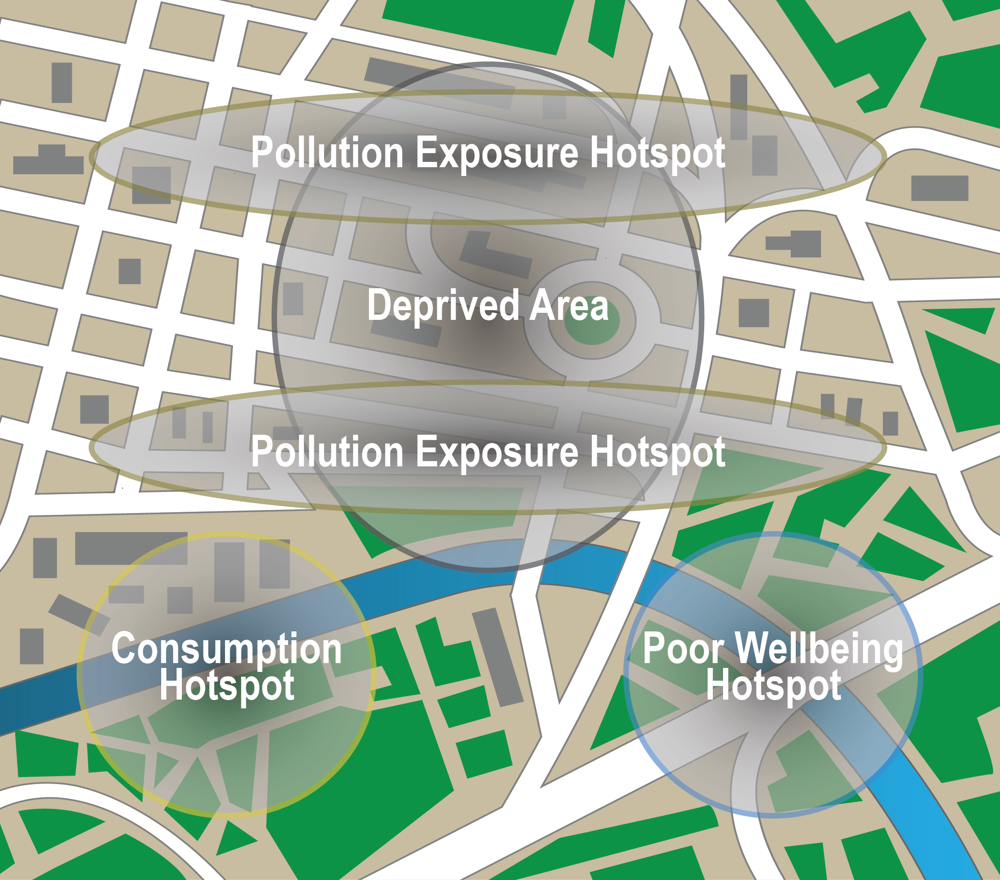 Pollution Exposure Hotspot
Deprived Area
Pollution Exposure Hotspot
Consumption
Hotspot
Poor Wellbeing
Hotspot